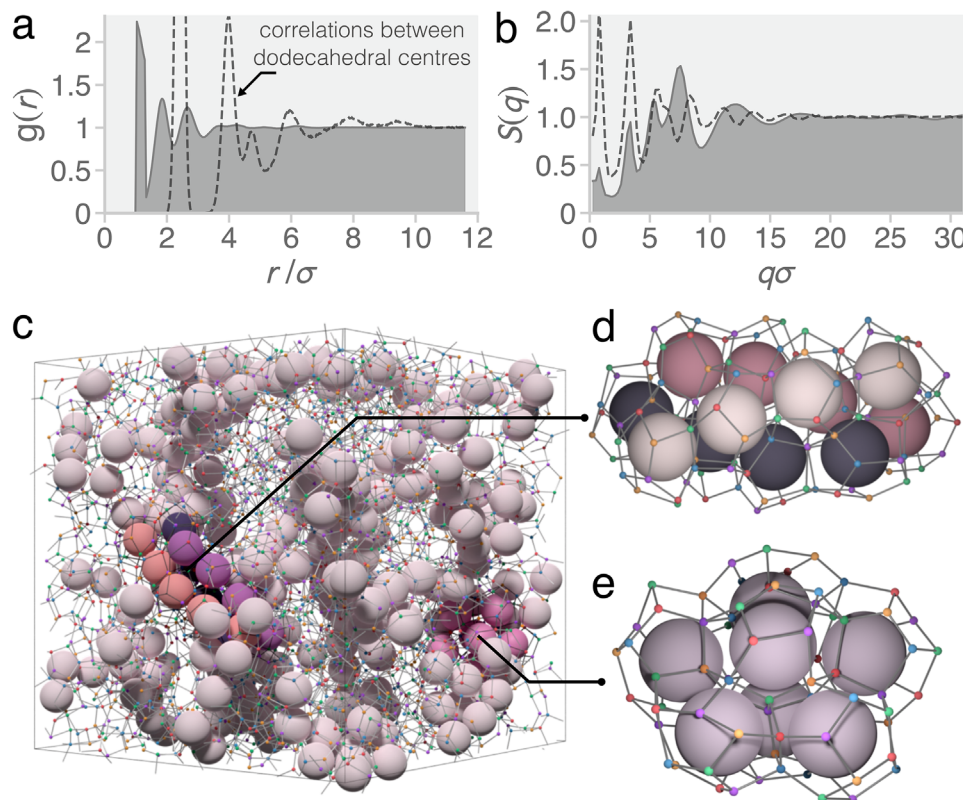 a
g(r)
2
1.5
1
0.5
0
0 2 4 6 8 10 12
r/σ
correlations between
dodecahedral centres
b
S(q)
2.0
1.5
1.0
0.5
0
0 5 10 15 20 25 30
qσ
c
d
e